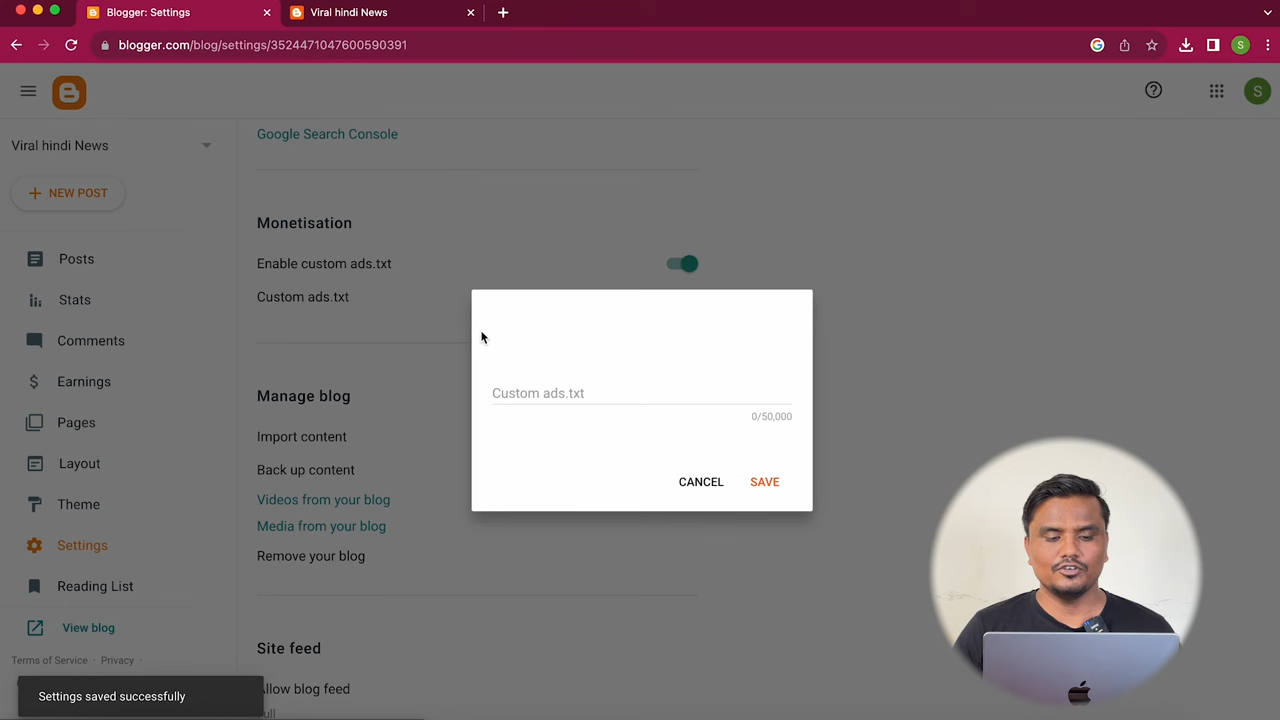 Blogger: Settings
Viral hindi News
blogger.com/blog/settings/3524471047600590391
S
S
Viral hindi News
NEW POST
Posts
Stats
Comments
Earnings
Pages
Layout
Theme
Settings
Reading List
View blog
Terms of Service · Privacy ·
Settings saved successfully
Google Search Console
Monetisation
Enable custom ads.txt
Custom ads.txt
Manage blog
Import content
Back up content
Videos from your blog
Media from your blog
Remove your blog
Site feed
Allow blog feed
Custom ads.txt
0/50,000
CANCEL
SAVE